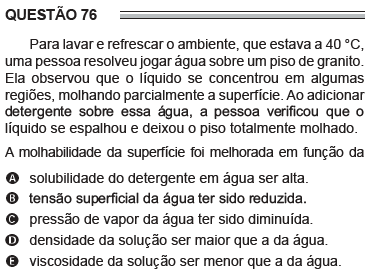 QUESTÃO 76
Para lavar e refrescar o ambiente, que estava a 40 °C,
uma pessoa resolveu jogar água sobre um piso de granito.
Ela observou que o líquido se concentrou em algumas
regiões, molhando parcialmente a superfície. Ao adicionar
detergente sobre essa água, a pessoa verificou que o
líquido se espalhou e deixou o piso totalmente molhado.
A molhabilidade da superfície foi melhorada em função da
A solubilidade do detergente em água ser alta.
B tensão superficial da água ter sido reduzida.
C pressão de vapor da água ter sido diminuída.
D densidade da solução ser maior que a da água.
E viscosidade da solução ser menor que a da água.